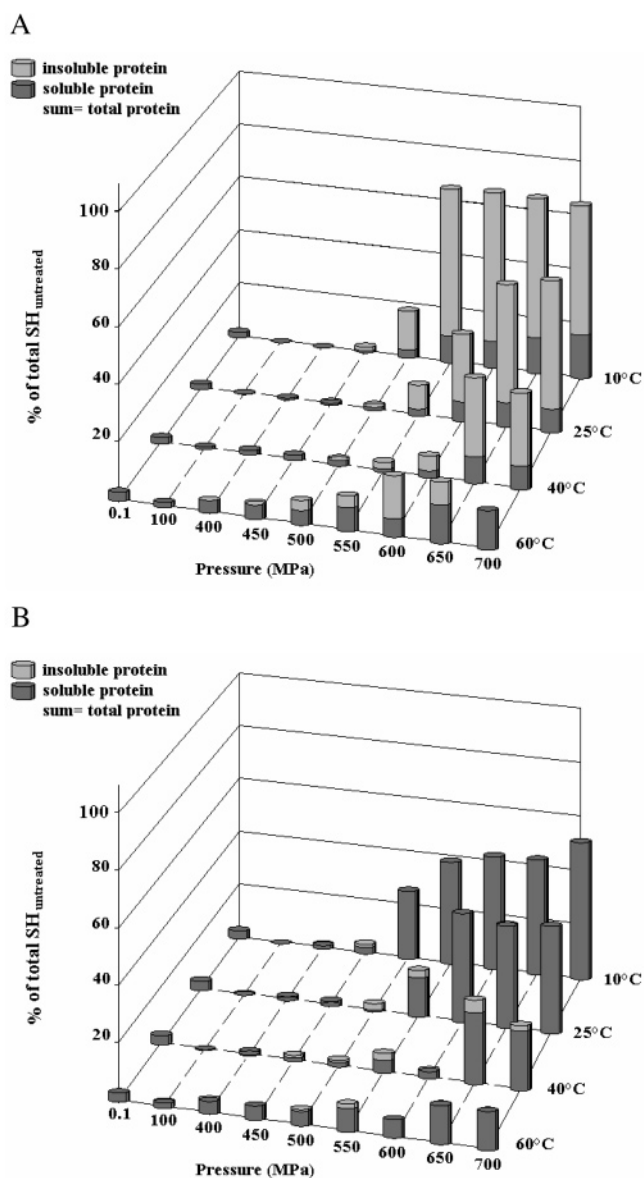 A
insoluble protein
soluble protein
sum= total protein
100
80
60
40
20
% of total SH untreated
0.1 100 400 450 500 550 600 650 700
Pressure (MPa)
10°C
25°C
40°C
60°C
B
insoluble protein
soluble protein
sum= total protein
100
80
60
40
20
% of total SH untreated
0.1 100 400 450 500 550 600 650 700
Pressure (MPa)
10°C
25°C
40°C
60°C